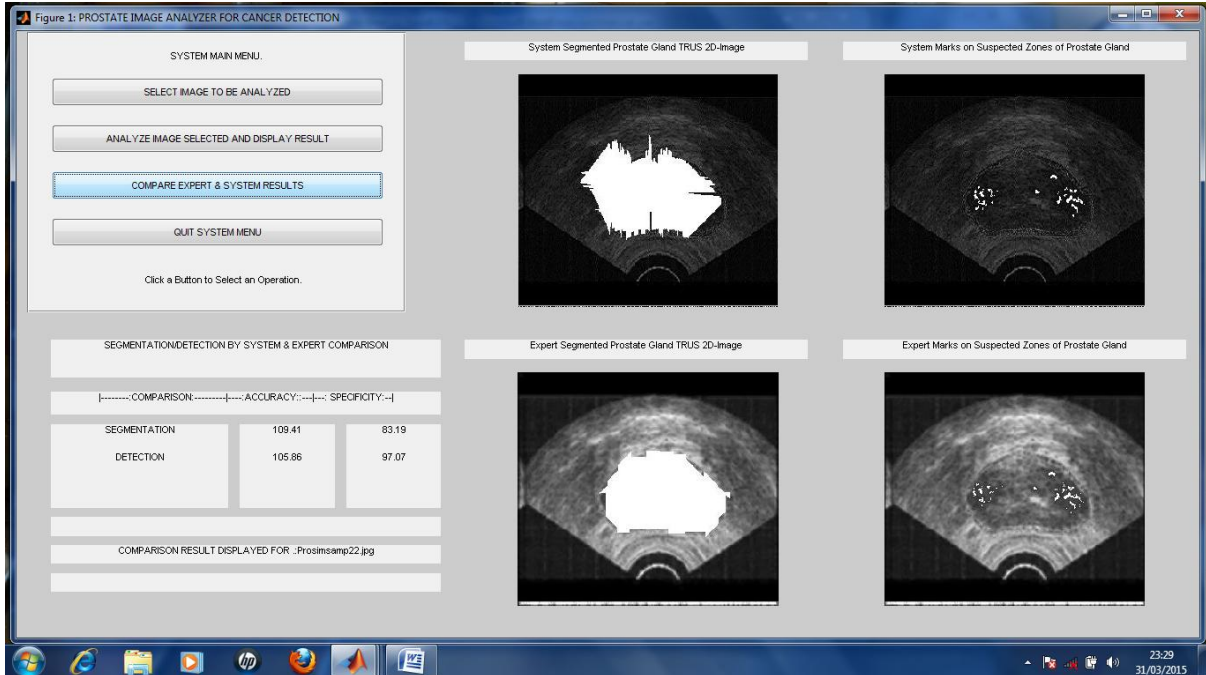 Figure 1: PROSTATE IMAGE ANALYZER FOR CANCER DETECTION
SYSTEM MAIN MENU.
SELECT IMAGE TO BE ANALYZED
ANALYZE IMAGE SELECTED AND DISPLAY RESULT
COMPARE EXPERT & SYSTEM RESULTS
QUIT SYSTEM MENU
Click a Button to Select an Operation.
System Segmented Prostate Gland TRUS 2D-Image
System Marks on Suspected Zones of Prostate Gland
SEGMENTATION/DETECTION BY SYSTEM & EXPERT COMPARISON
|--------:COMPARISON:---------|----:ACCURACY::---|---: SPECIFICITY:--|
SEGMENTATION 109.41 83.19
DETECTION 105.86 97.07
COMPARISON RESULT DISPLAYED FOR .:Prosimsamp22.jpg
Expert Segmented Prostate Gland TRUS 2D-Image
Expert Marks on Suspected Zones of Prostate Gland
hp
23:29
31/03/2015